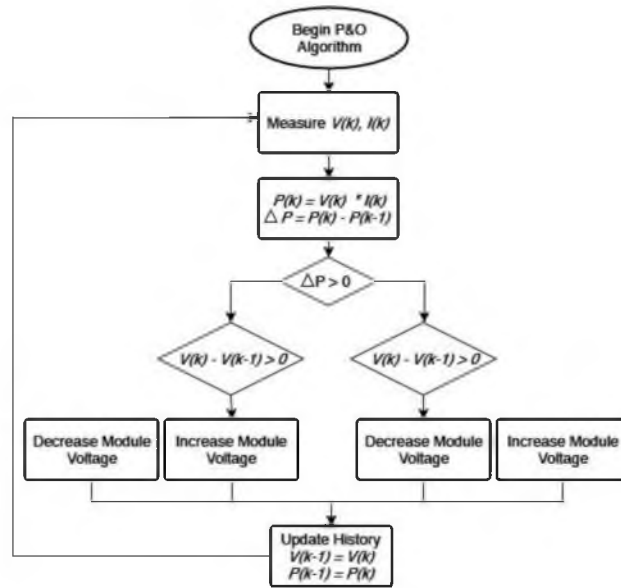 Begin P&O
Algorithm
Measure V(k), I(k)
P(k) = V(k) * I(k)
△ P = P(k) - P(k-1)
△P > 0
V(k) - V(k-1) > 0
V(k) - V(k-1) > 0
Decrease Module
Voltage
Increase Module
Voltage
Decrease Module
Voltage
Increase Module
Voltage
Update History
V(k-1) = V(k)
P(k-1) = P(k)